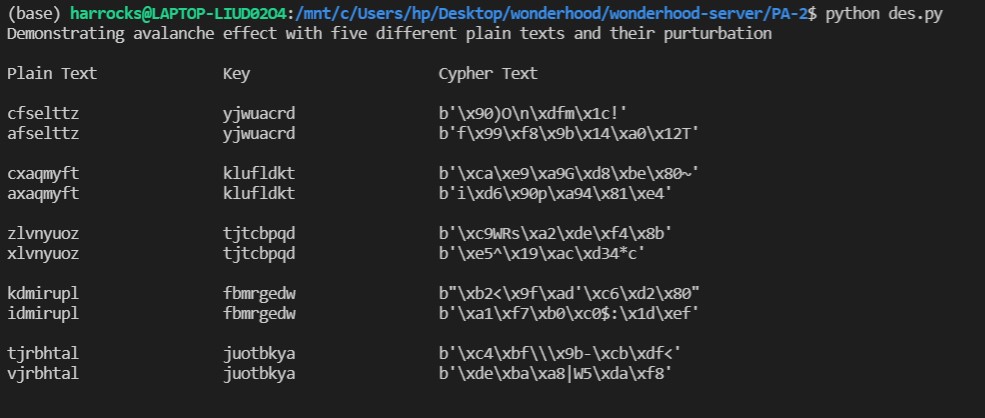 (base) harrocks@LAPTOP-LIUD02O4:/mnt/c/Users/hp/Desktop/wonderhood/wonderhood-server/PA-2$ python des.py
Demonstrating avalanche effect with five different plain texts and their purturbation
Plain Text Key Cypher Text
cfselttz yjwuacrd b'\x90)O\n\xdfm\x1c!'
afselttz yjwuacrd b'f\x99\xf8\x9b\x14\xa0\x12T'
cxaqmyft klufldkt b'\xca\xe9\xa9G\xd8\xbe\x80~'
axaqmyft klufldkt b'i\xd6\x90p\xa94\x81\xe4'
zlvnyuoz tjtcbpqd b'\xc9WRs\xa2\xde\xf4\x8b'
xlvnyuoz tjtcbpqd b'\xe5^\x19\xac\xd34*c'
kdmirupl fbmrgedw b"\xb2<\x9f\xad'\xc6\xd2\x80"
idmirupl fbmrgedw b'\xa1\xf7\xb0\xc0$:\x1d\xef'
tjrbhtal juotbkya b'\xc4\xbf\\\x9b-\xcb\xdf<'
vjrbhtal juotbkya b'\xde\xba\xa8|W5\xda\xf8'